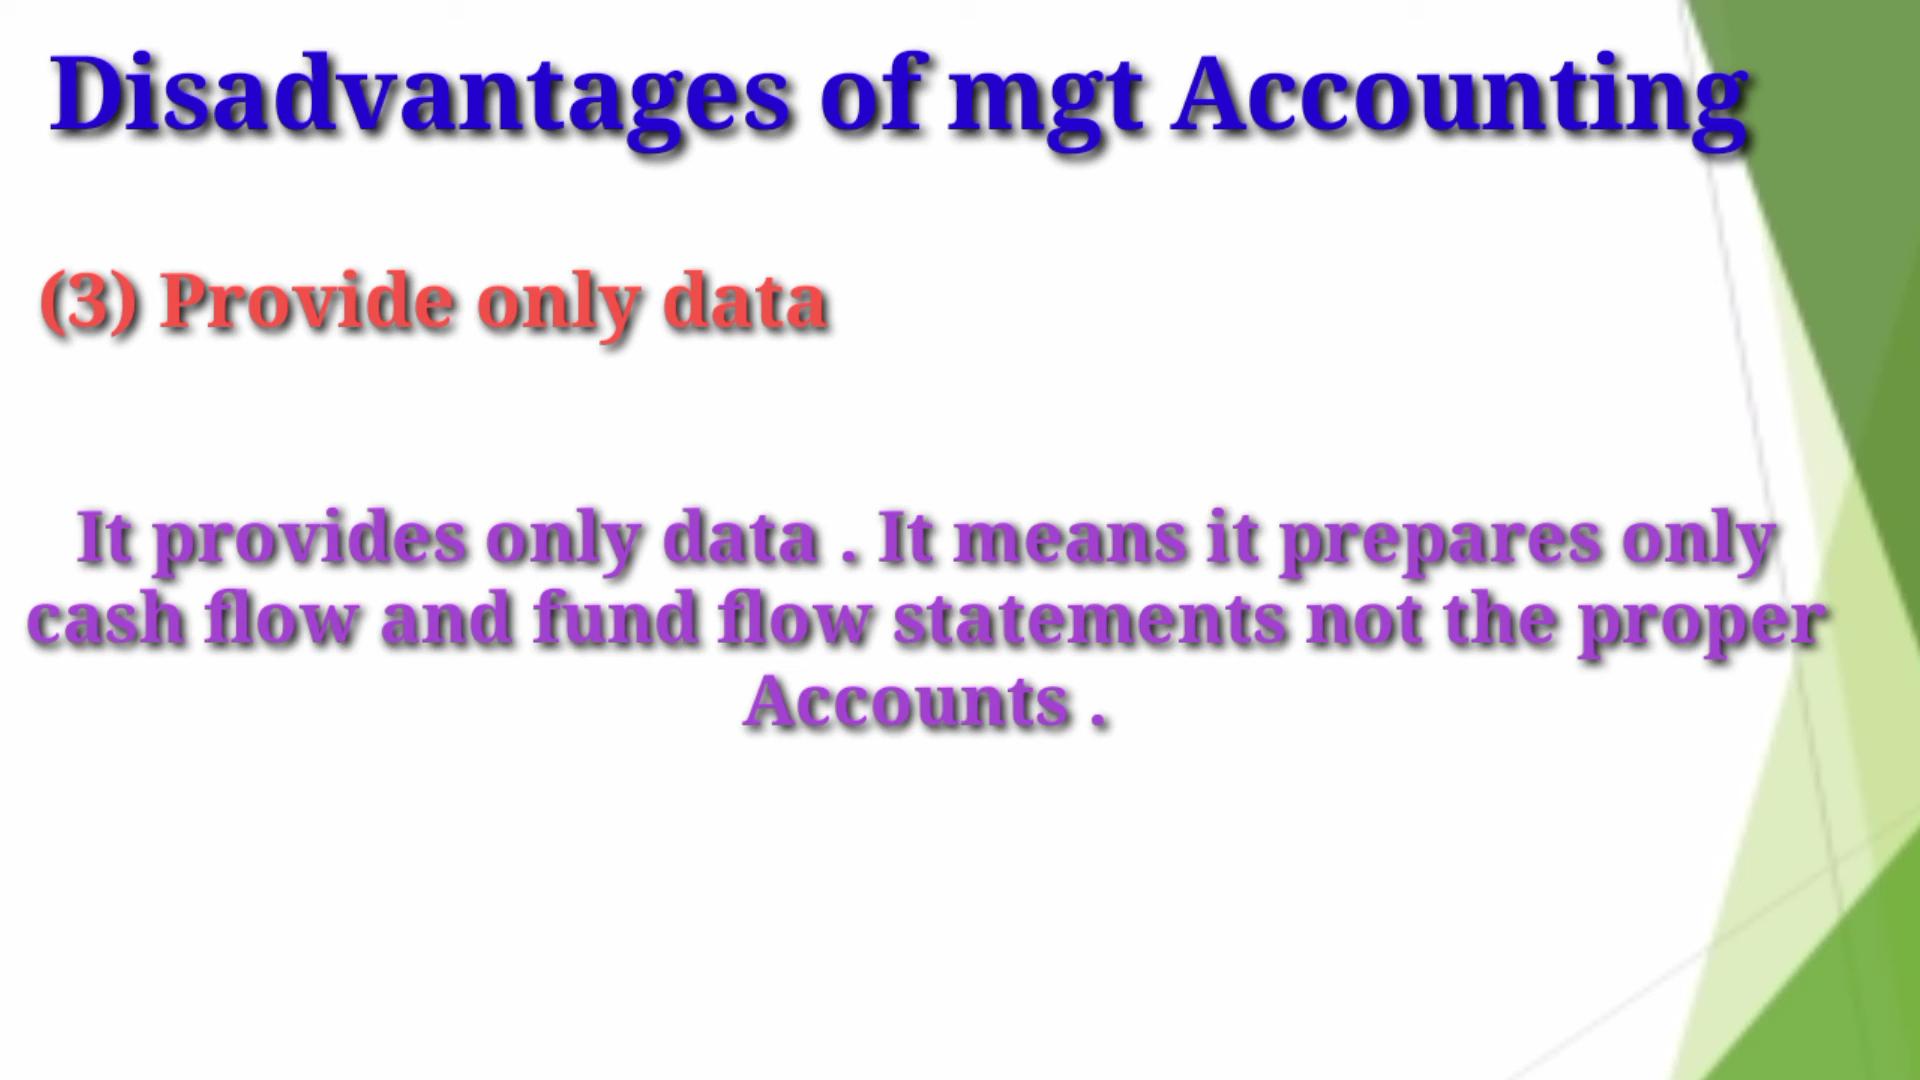 Disadvantages of mgt Accounting
(3) Provide only data
It provides only data . It means it prepares only
cash flow and fund flow statements not the proper
Accounts .